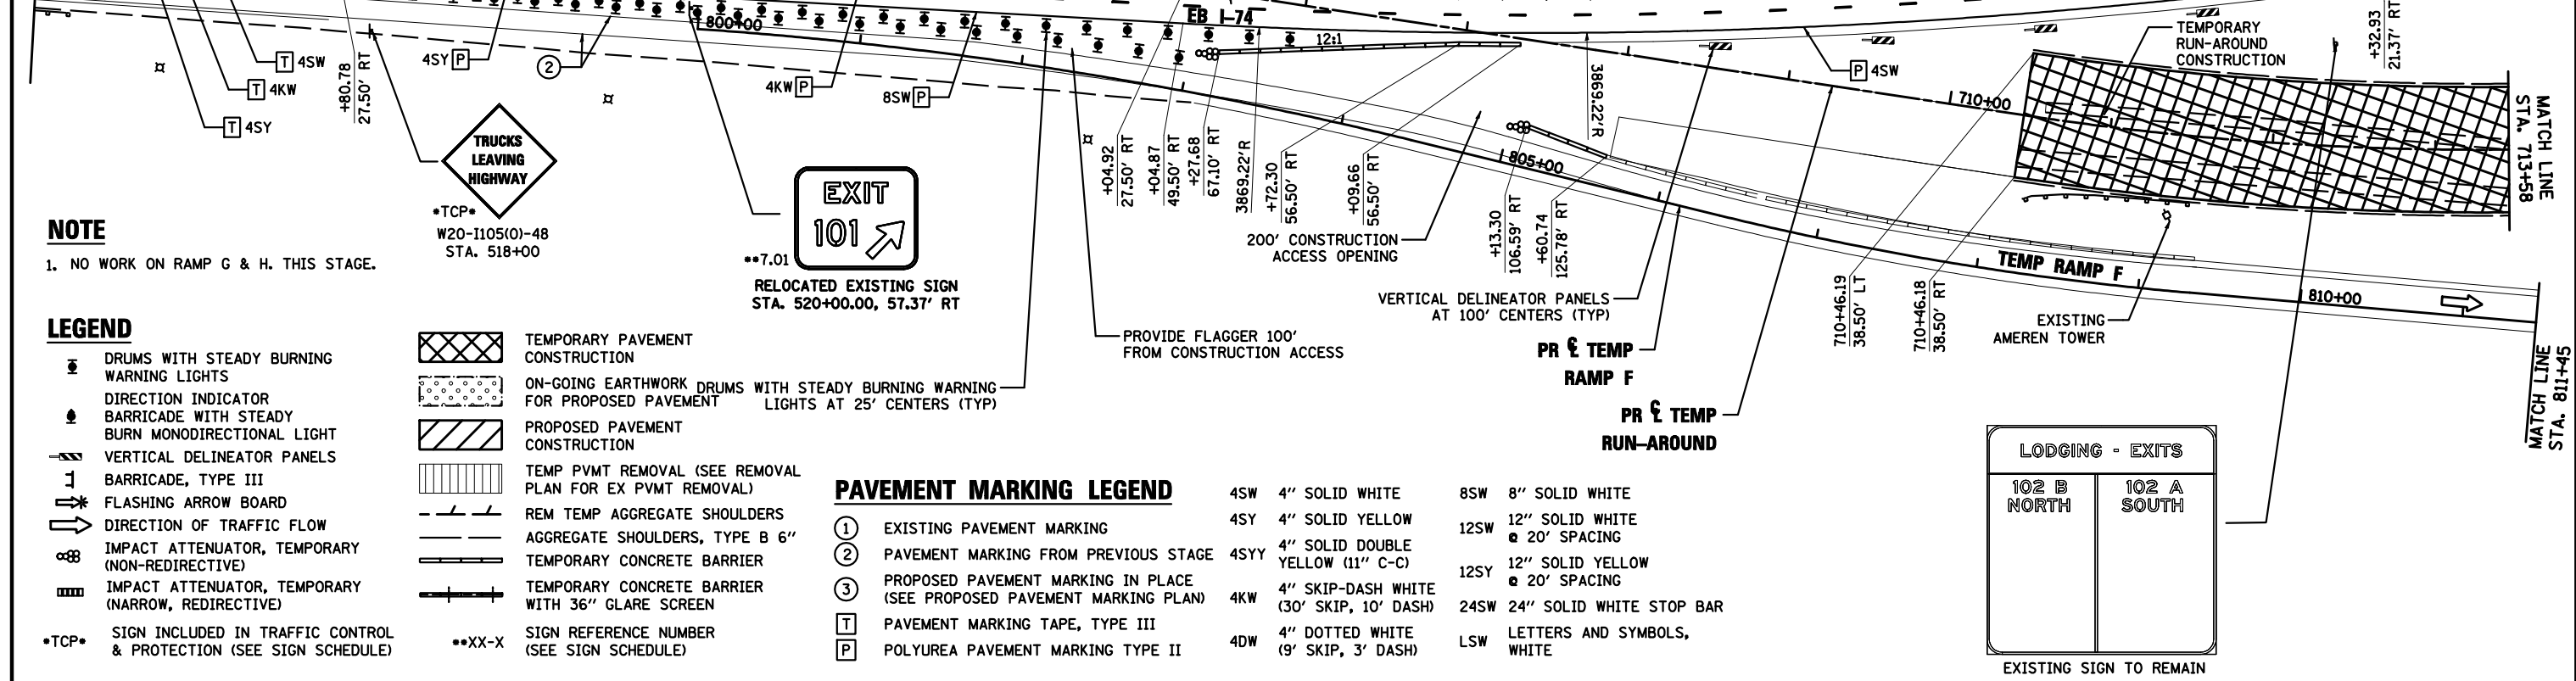 EB I-74
12:1
800+00
T 4SW
T 4KW
T 4SY
+80.78
27.50' RT
4SY P
2
4KW P
8SW P
P 4SW
TRUCKS
LEAVING
HIGHWAY
*TCP*
W20-I105(O)-48
STA. 518+00
EXIT
101
**7.01
RELOCATED EXISTING SIGN
STA. 520+00.00, 57.37' RT
+04.92
27.50' RT
+04.87
49.50' RT
+27.68
67.10' RT
3869.22'R
+72.30
56.50' RT
+09.66
56.50' RT
3869.22'R
805+00
+13.30
106.59' RT
+60.74
125.78' RT
200' CONSTRUCTION
ACCESS OPENING
VERTICAL DELINEATOR PANELS
AT 100' CENTERS (TYP)
PROVIDE FLAGGER 100'
FROM CONSTRUCTION ACCESS
PR ℄ TEMP
RAMP F
PR ℄ TEMP
RUN-AROUND
710+00
TEMPORARY
RUN-AROUND
CONSTRUCTION
+32.93
21.37' RT
MATCH LINE
STA. 713+58
710+46.19
38.50' LT
710+46.18
38.50' RT
TEMP RAMP F
810+00
EXISTING
AMEREN TOWER
MATCH LINE
STA. 811+45
LODGING - EXITS
102 B
NORTH
102 A
SOUTH
EXISTING SIGN TO REMAIN
NOTE
1. NO WORK ON RAMP G & H. THIS STAGE.
LEGEND
DRUMS WITH STEADY BURNING
WARNING LIGHTS
DIRECTION INDICATOR
BARRICADE WITH STEADY
BURN MONODIRECTIONAL LIGHT
VERTICAL DELINEATOR PANELS
BARRICADE, TYPE III
FLASHING ARROW BOARD
DIRECTION OF TRAFFIC FLOW
IMPACT ATTENUATOR, TEMPORARY
(NON-REDIRECTIVE)
IMPACT ATTENUATOR, TEMPORARY
(NARROW, REDIRECTIVE)
*TCP* SIGN INCLUDED IN TRAFFIC CONTROL
& PROTECTION (SEE SIGN SCHEDULE)
TEMPORARY PAVEMENT
CONSTRUCTION
ON-GOING EARTHWORK
FOR PROPOSED PAVEMENT
PROPOSED PAVEMENT
CONSTRUCTION
TEMP PVMT REMOVAL (SEE REMOVAL
PLAN FOR EX PVMT REMOVAL)
REM TEMP AGGREGATE SHOULDERS
AGGREGATE SHOULDERS, TYPE B 6"
TEMPORARY CONCRETE BARRIER
TEMPORARY CONCRETE BARRIER
WITH 36" GLARE SCREEN
**XX-X SIGN REFERENCE NUMBER
(SEE SIGN SCHEDULE)
DRUMS WITH STEADY BURNING WARNING
LIGHTS AT 25' CENTERS (TYP)
PAVEMENT MARKING LEGEND
1 EXISTING PAVEMENT MARKING
2 PAVEMENT MARKING FROM PREVIOUS STAGE
3 PROPOSED PAVEMENT MARKING IN PLACE
(SEE PROPOSED PAVEMENT MARKING PLAN)
T PAVEMENT MARKING TAPE, TYPE III
P POLYUREA PAVEMENT MARKING TYPE II
4SW 4" SOLID WHITE
4SY 4" SOLID YELLOW
4SYY 4" SOLID DOUBLE
YELLOW (11" C-C)
4KW 4" SKIP-DASH WHITE
(30' SKIP, 10' DASH)
4DW 4" DOTTED WHITE
(9' SKIP, 3' DASH)
8SW 8" SOLID WHITE
12SW 12" SOLID WHITE
@ 20' SPACING
12SY 12" SOLID YELLOW
@ 20' SPACING
24SW 24" SOLID WHITE STOP BAR
LSW LETTERS AND SYMBOLS,
WHITE